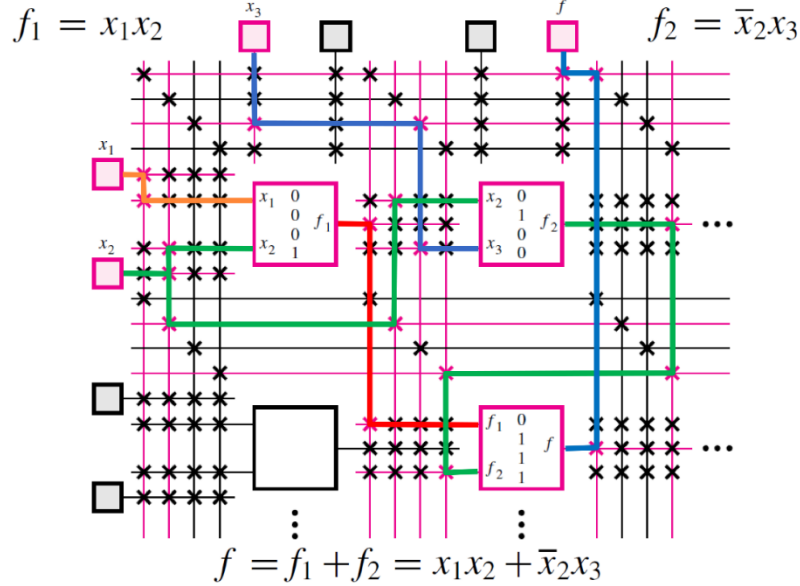 f₁ = x₁x₂
x₃
f
f₂ = x̄₂x₃
x₁
x₁ 0
0
f₁
0
x₂ 1
x₂ 0
1
f₂
0
x₃ 0
...
x₂
f₁ 0
1
f
1
f₂ 1
...
...
...
f = f₁ + f₂ = x₁x₂ + x̄₂x₃